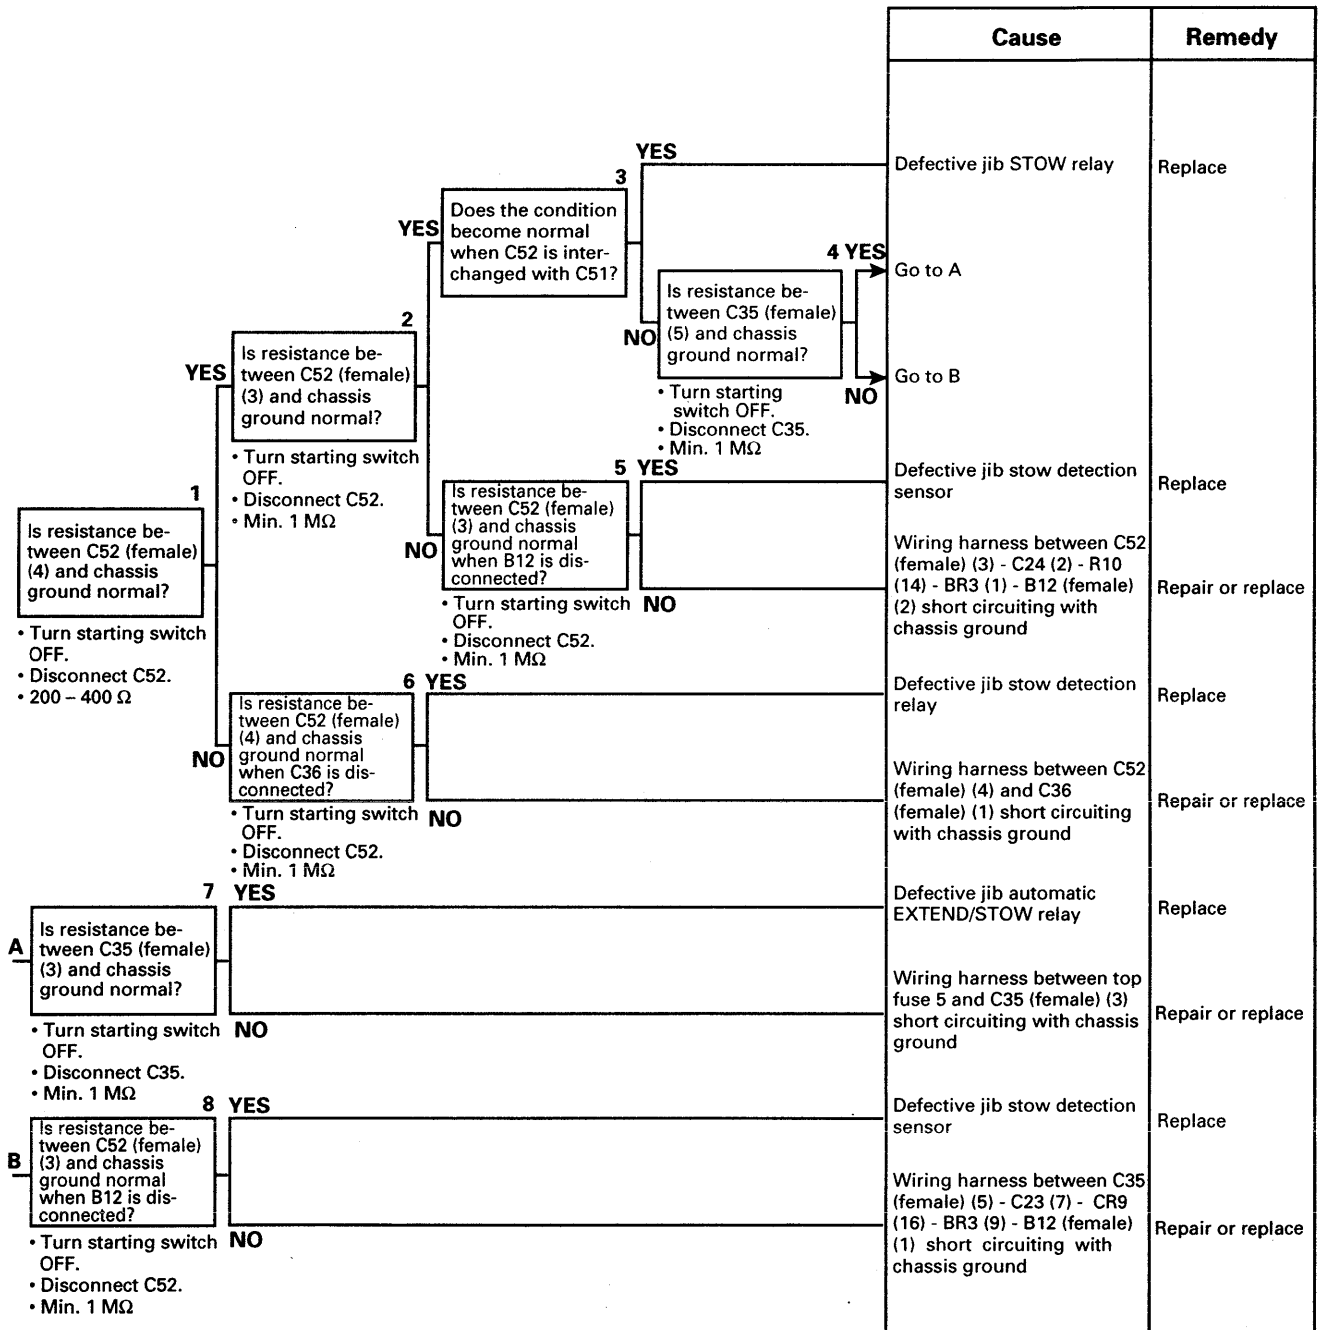 Cause
Remedy
YES
3
Does the condition
become normal
when C52 is inter-
changed with C51?
Defective jib STOW relay
Replace
YES
4 YES
Is resistance be-
tween C35 (female)
(5) and chassis
ground normal?
Go to A
NO
NO
Go to B
• Turn starting
switch OFF.
• Disconnect C35.
• Min. 1 MΩ
2
YES
Is resistance be-
tween C52 (female)
(3) and chassis
ground normal?
• Turn starting switch
OFF.
• Disconnect C52.
• Min. 1 MΩ
5 YES
NO
Is resistance be-
tween C52 (female)
(3) and chassis
ground normal
when B12 is dis-
connected?
Defective jib stow detection
sensor
Replace
NO
• Turn starting switch
OFF.
• Disconnect C52.
• Min. 1 MΩ
Wiring harness between C52
(female) (3) - C24 (2) - R10
(14) - BR3 (1) - B12 (female)
(2) short circuiting with
chassis ground
Repair or replace
1
Is resistance be-
tween C52 (female)
(4) and chassis
ground normal?
• Turn starting switch
OFF.
• Disconnect C52.
• 200 – 400 Ω
6 YES
NO
Is resistance be-
tween C52 (female)
(4) and chassis
ground normal
when C36 is dis-
connected?
Defective jib stow detection
relay
Replace
NO
• Turn starting switch
OFF.
• Disconnect C52.
• Min. 1 MΩ
Wiring harness between C52
(female) (4) and C36
(female) (1) short circuiting
with chassis ground
Repair or replace
7 YES
A
Is resistance be-
tween C35 (female)
(3) and chassis
ground normal?
Defective jib automatic
EXTEND/STOW relay
Replace
NO
• Turn starting switch
OFF.
• Disconnect C35.
• Min. 1 MΩ
Wiring harness between top
fuse 5 and C35 (female) (3)
short circuiting with chassis
ground
Repair or replace
8 YES
B
Is resistance be-
tween C52 (female)
(3) and chassis
ground normal
when B12 is dis-
connected?
Defective jib stow detection
sensor
Replace
NO
• Turn starting switch
OFF.
• Disconnect C52.
• Min. 1 MΩ
Wiring harness between C35
(female) (5) - C23 (7) - CR9
(16) - BR3 (9) - B12 (female)
(1) short circuiting with
chassis ground
Repair or replace